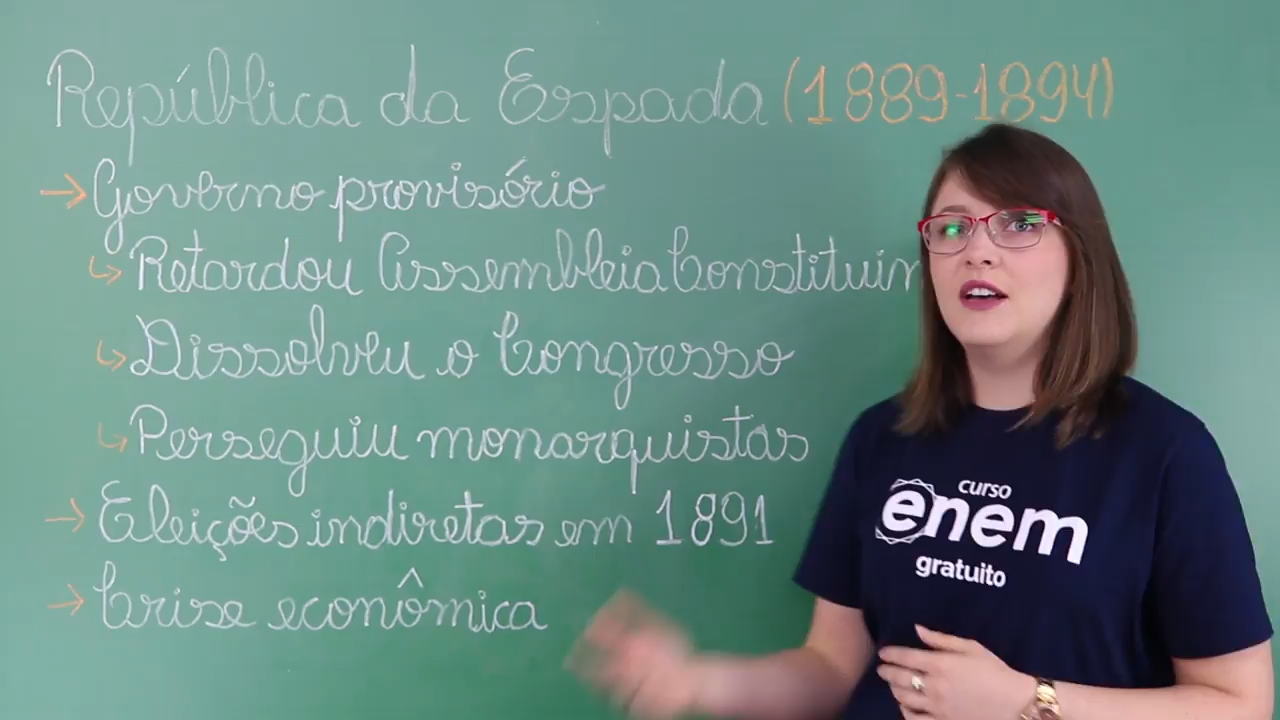 República da Espada (1889-1894)
→ Governo provisório
↳ Retardou Assembleia Constituin
↳ Dissolveu o Congresso
↳ Perseguiu monarquistas
→ Eleições indiretas em 1891
→ Crise econômica
curso
enem
gratuito